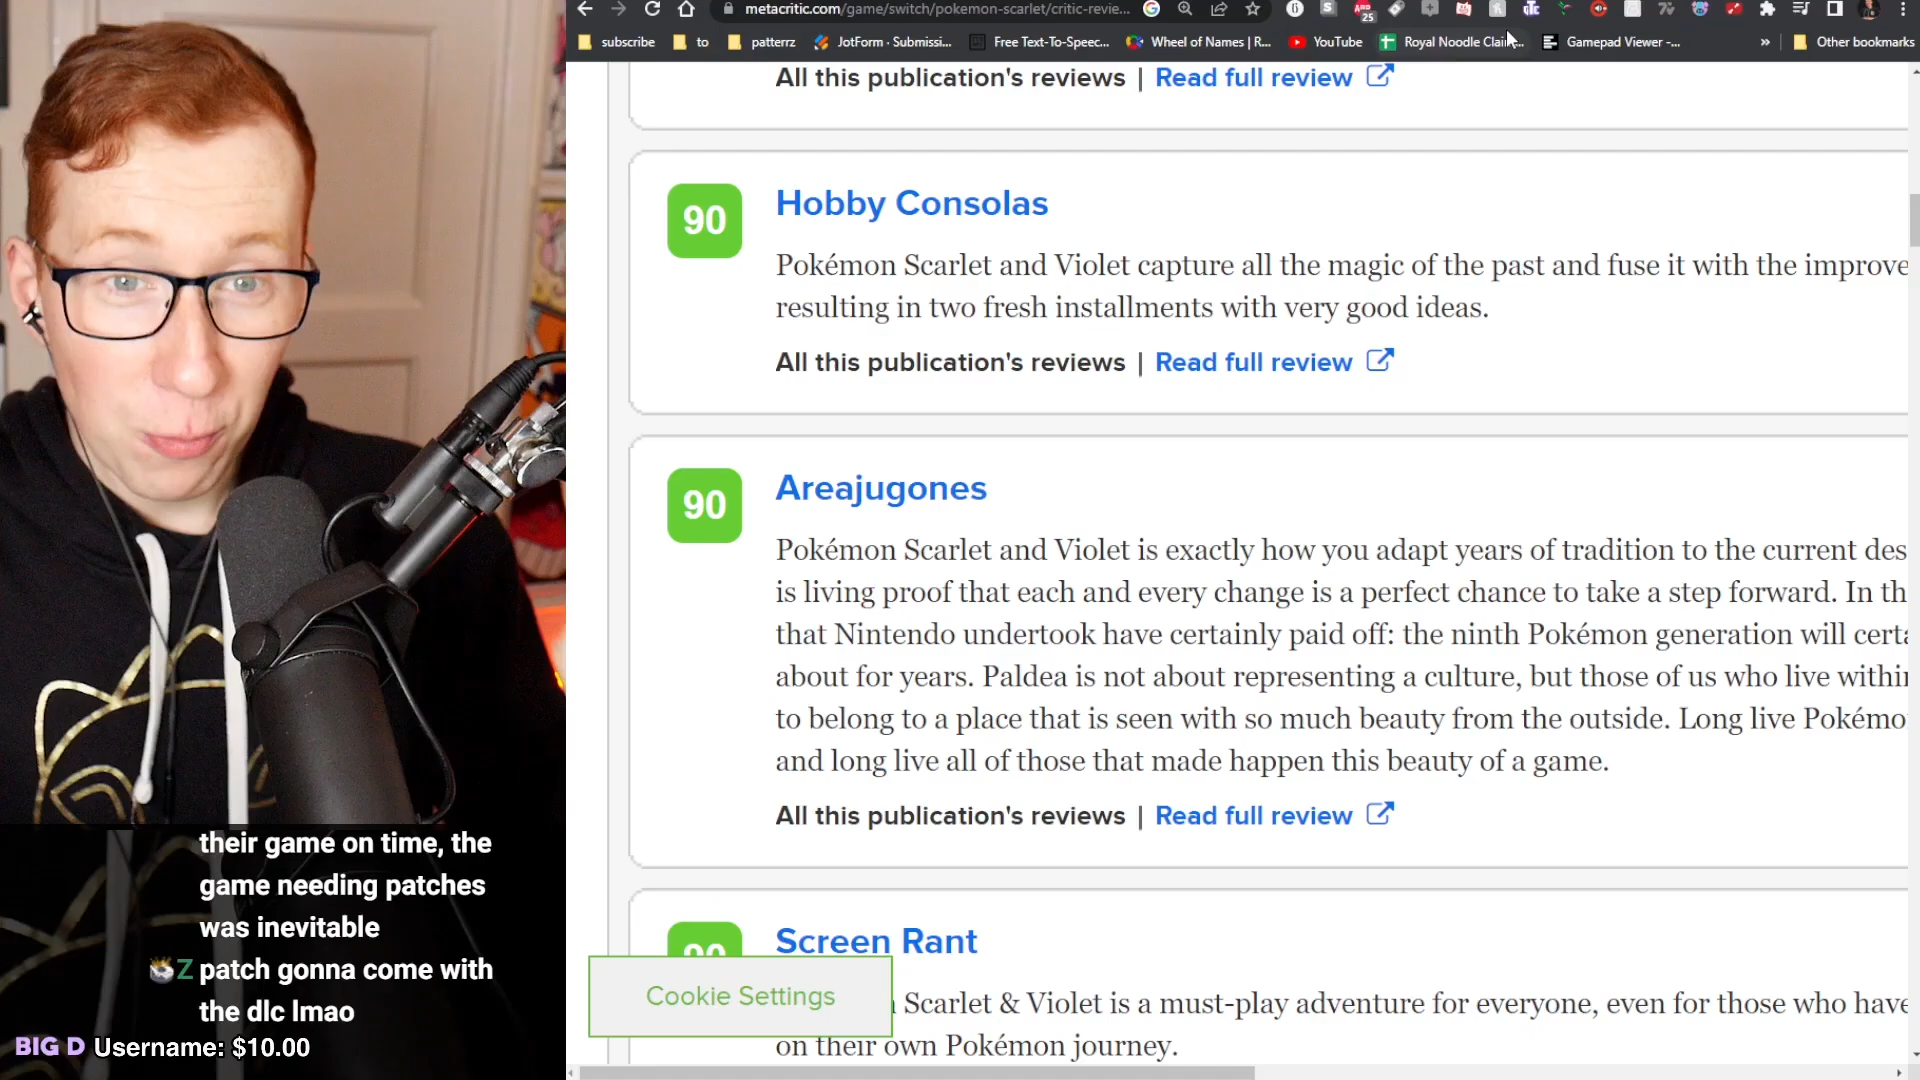 metacritic.com/game/switch/pokemon-scarlet/critic-revie...
25
subscribe
to
patterrz
JotForm · Submissi...
Free Text-To-Speec...
Wheel of Names | R...
YouTube
Royal Noodle Clai...
Gamepad Viewer -...
»
Other bookmarks
All this publication's reviews | Read full review
90
Hobby Consolas
Pokémon Scarlet and Violet capture all the magic of the past and fuse it with the improve
resulting in two fresh installments with very good ideas.
All this publication's reviews | Read full review
90
Areajugones
Pokémon Scarlet and Violet is exactly how you adapt years of tradition to the current des
is living proof that each and every change is a perfect chance to take a step forward. In th
that Nintendo undertook have certainly paid off: the ninth Pokémon generation will certa
about for years. Paldea is not about representing a culture, but those of us who live within
to belong to a place that is seen with so much beauty from the outside. Long live Pokémo
and long live all of those that made happen this beauty of a game.
All this publication's reviews | Read full review
90
Screen Rant
Scarlet & Violet is a must-play adventure for everyone, even for those who have
on their own Pokémon journey.
Cookie Settings
their game on time, the
game needing patches
was inevitable
Z patch gonna come with
the dlc lmao
BIG D Username: $10.00